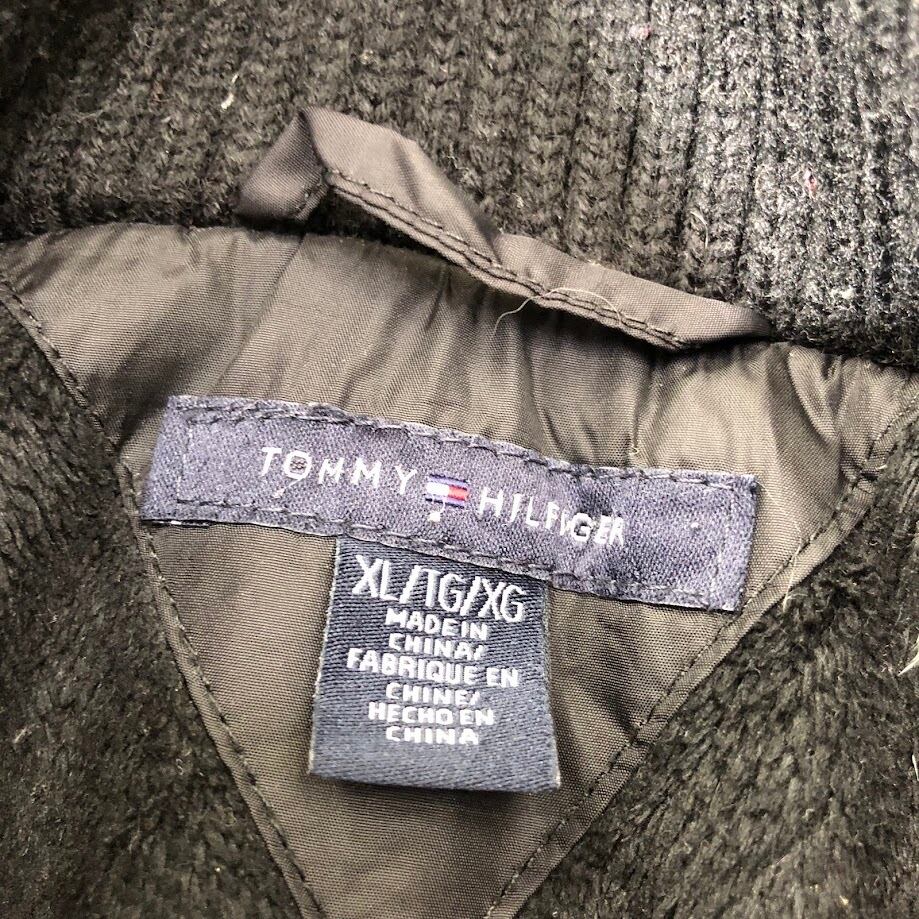 TOMMY HILFIGER
XL/TG/XG
MADE IN
CHINA/
FABRIQUE EN
CHINE/
HECHO EN
CHINA